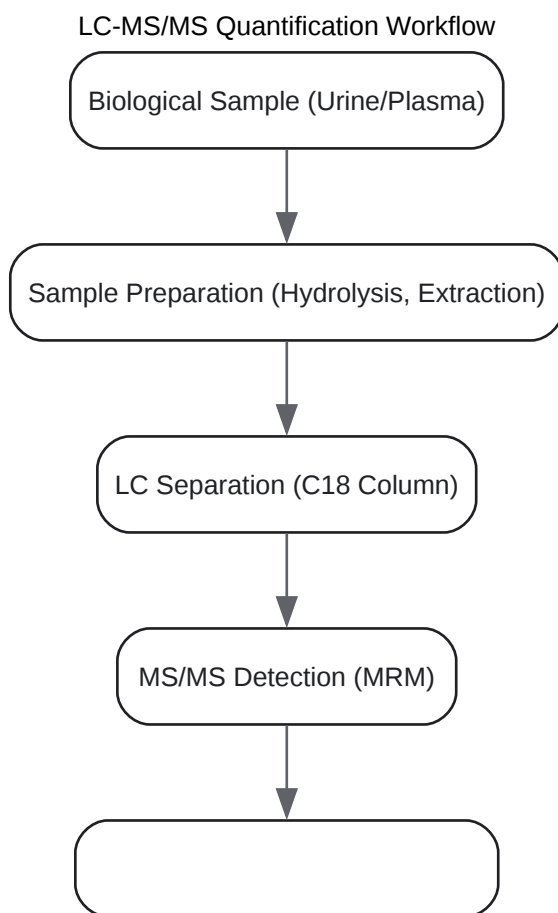 LC-MS/MS Quantification Workflow
Biological Sample (Urine/Plasma)
Sample Preparation (Hydrolysis, Extraction)
LC Separation (C18 Column)
MS/MS Detection (MRM)